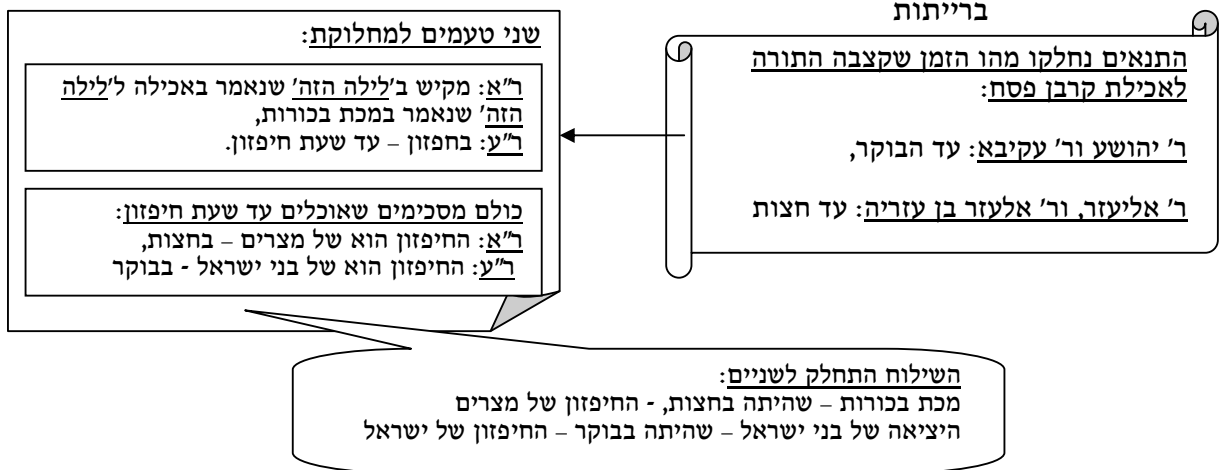 ברייתות
התנאים נחלקו מהו הזמן שקצבה התורה
לאכילת קרבן פסח:
ר' יהושע ור' עקיבא: עד הבוקר,
ר' אליעזר, ור' אלעזר בן עזריה: עד חצות
שני טעמים למחלוקת:
ר"א: מקיש ב'לילה הזה' שנאמר באכילה ל'לילה
הזה' שנאמר במכת בכורות,
ר"ע: בחפזון – עד שעת חיפזון.
כולם מסכימים שאוכלים עד שעת חיפזון:
ר"א: החיפזון הוא של מצרים – בחצות,
ר"ע: החיפזון הוא של בני ישראל - בבוקר
השילוח התחלק לשניים:
מכת בכורות – שהיתה בחצות, - החיפזון של מצרים
היציאה של בני ישראל – שהיתה בבוקר – החיפזון של ישראל